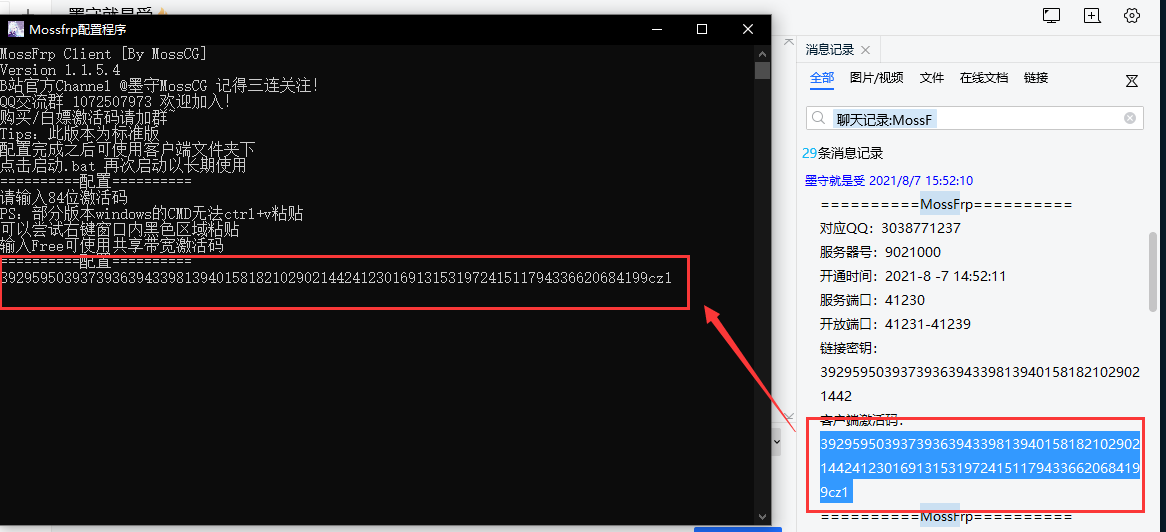 墨守就是受
Mossfrp配置程序
MossFrp Client [By MossCG]
Version 1.1.5.4
B站官方Channel @墨守MossCG 记得三连关注!
QQ交流群 1072507973 欢迎加入!
购买/白嫖激活码请加群~
Tips: 此版本为标准版
配置完成之后可使用客户端文件夹下
点击启动.bat 再次启动以长期使用
==========配置==========
请输入84位激活码
PS: 部分版本windows的CMD无法ctrl+v粘贴
可以尝试右键窗口内黑色区域粘贴
输入Free可使用共享带宽激活码
==========配置==========
392959503937393639433981394015818210290214424123016913153197241511794336620684199cz1
消息记录
全部 图片/视频 文件 在线文档 链接
聊天记录:MossF
29条消息记录
墨守就是受 2021/8/7 15:52:10
==========MossFrp==========
对应QQ: 3038771237
服务器号: 9021000
开通时间: 2021-8 -7 14:52:11
服务端口: 41230
开放端口: 41231-41239
链接密钥:
392959503937393639433981394015818210290​2
1442
客户端激活码:
3929595039373936394339813940158182102902
1442412301691315319724151179433662068419
9cz1
==========MossFrp==========